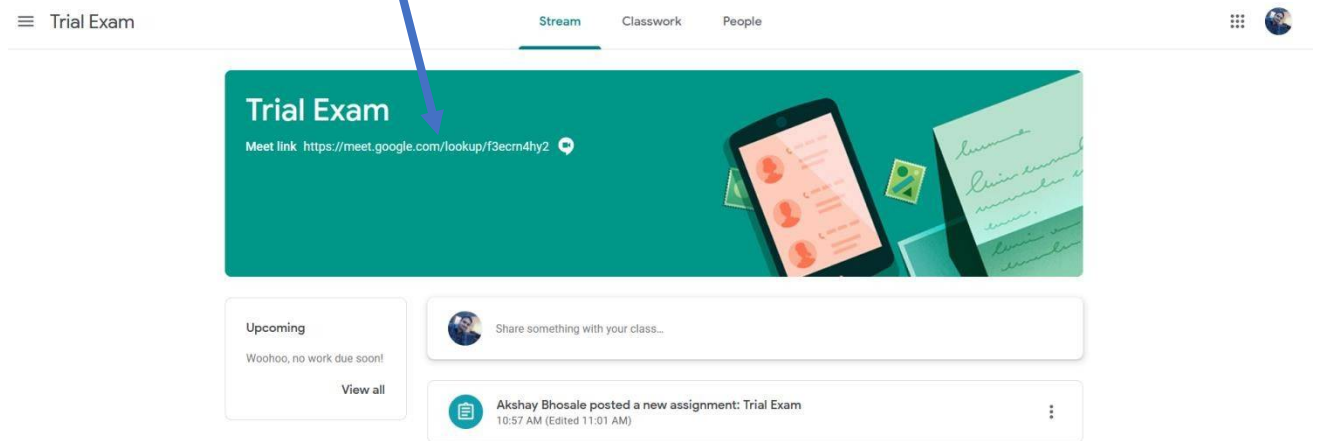 Trial Exam
Stream Classwork People
Trial Exam
Meet link https://meet.google.com/lookup/f3ecrn4hy2
Upcoming
Woohoo, no work due soon!
View all
Share something with your class...
Akshay Bhosale posted a new assignment: Trial Exam
10:57 AM (Edited 11:01 AM)